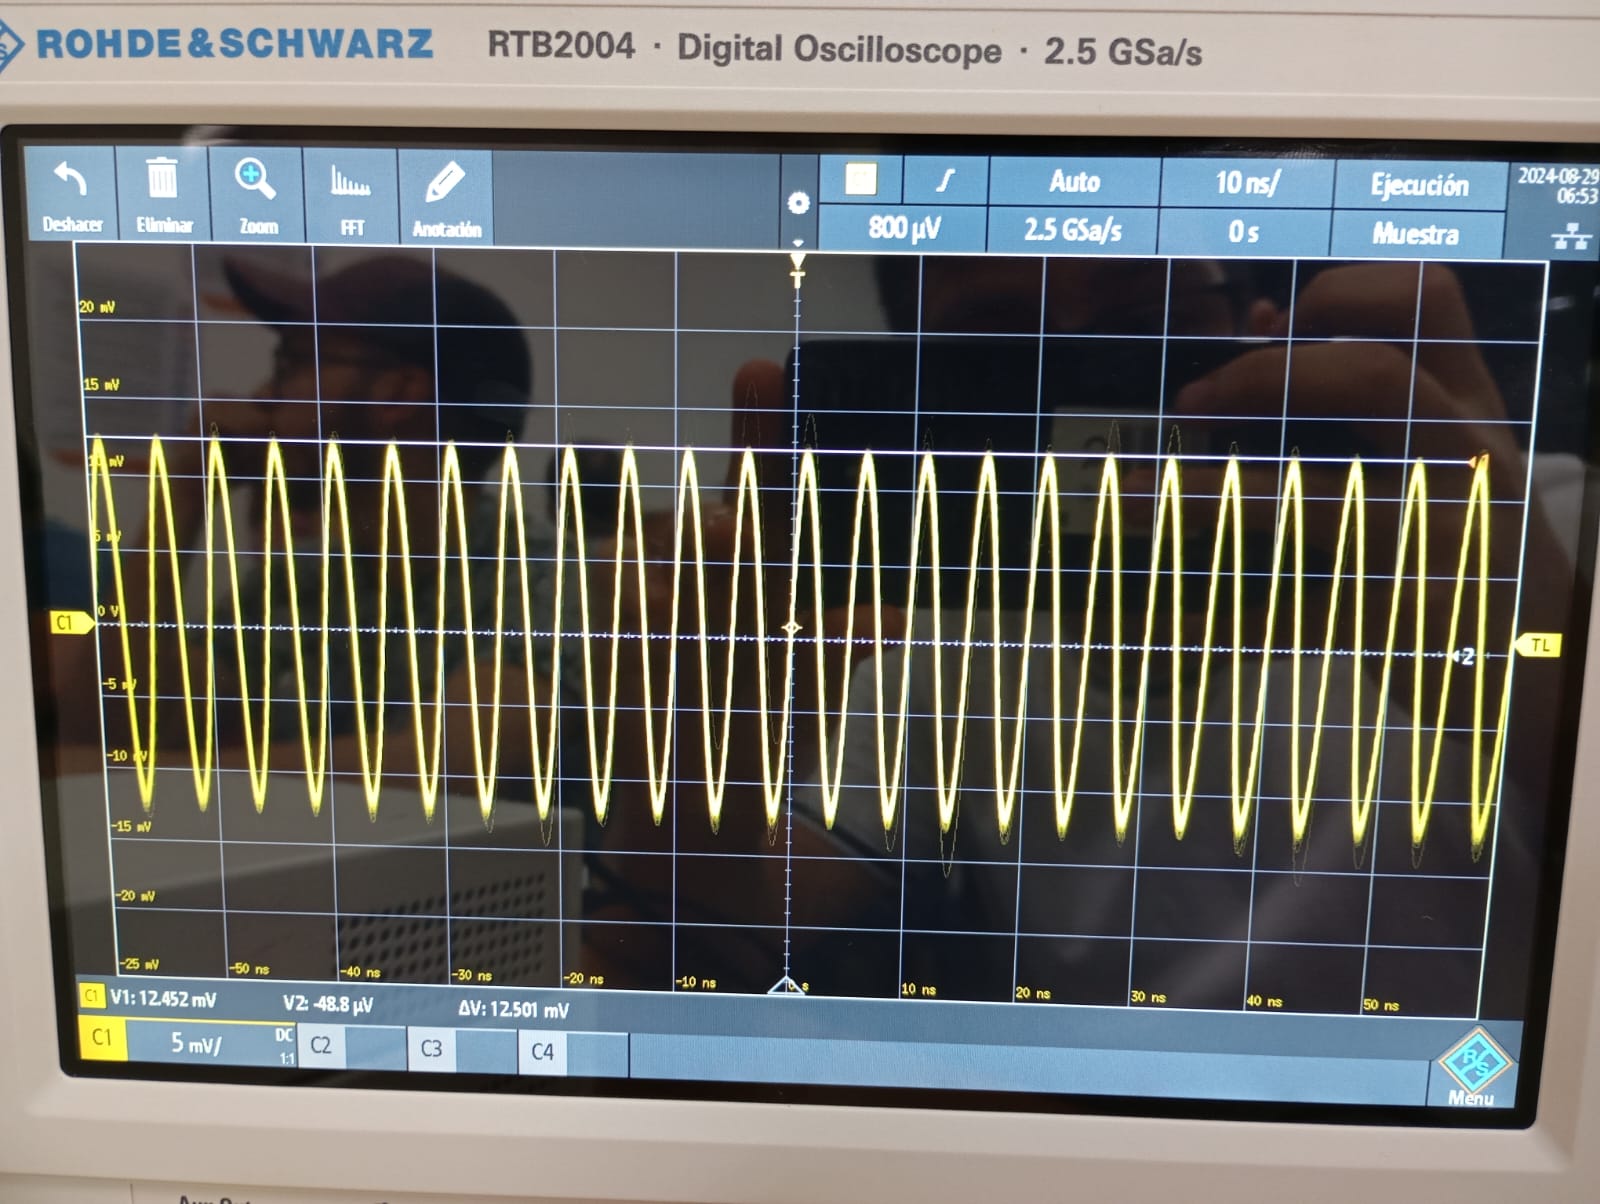 ROHDE&SCHWARZ RTB2004 · Digital Oscilloscope · 2.5 GSa/s
Deshacer Eliminar Zoom FFT Anotación
Auto 10 ns/ Ejecución 2024-08-29
06:53
800 µV 2.5 GSa/s 0 s Muestra
T
20 mV
15 mV
5 mV
0 V
C1
TL
2
-5
-10
-15 mV
-20 mV
-25 mV
-50 ns -40 ns -30 ns -20 ns -10 ns 0 s 10 ns 20 ns 30 ns 40 ns 50 ns
C1 V1: 12.452 mV V2: -48.8 µV ΔV: 12.501 mV
C1 5 mV/ DC 1:1 C2 C3 C4
R&S
Menu